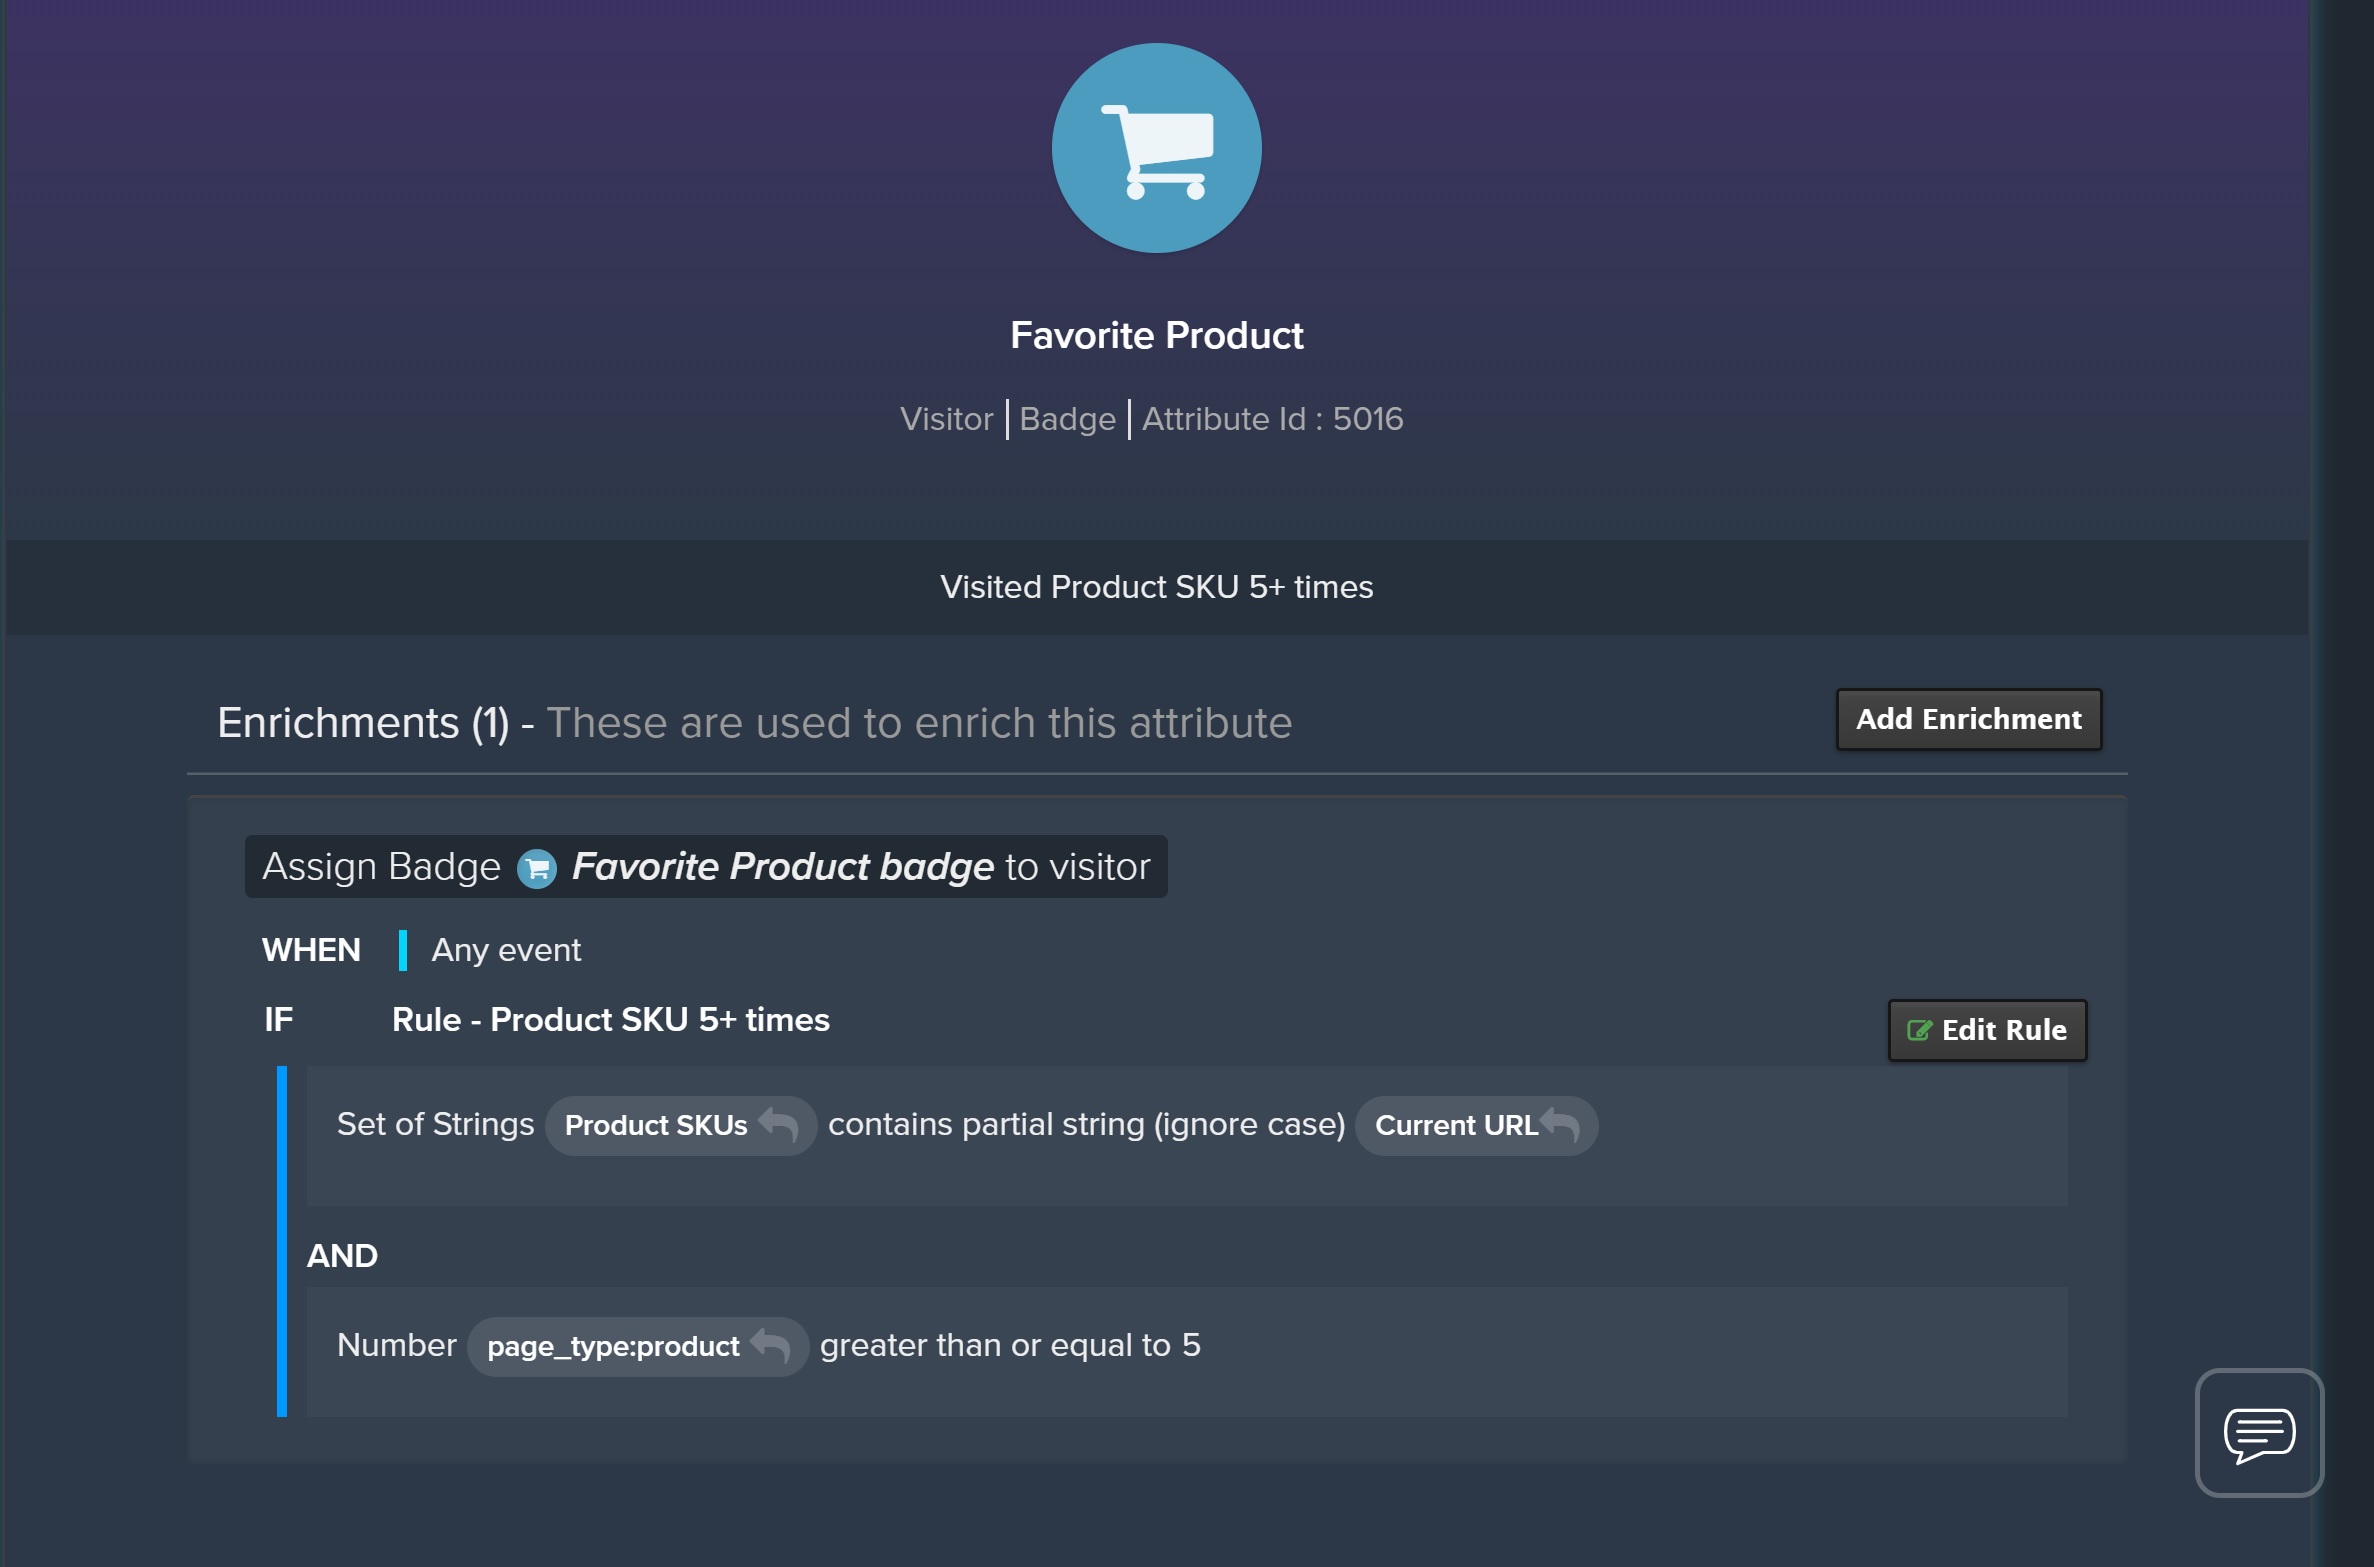 Favorite Product
Visitor | Badge | Attribute Id : 5016
Visited Product SKU 5+ times
Enrichments (1) - These are used to enrich this attribute
Add Enrichment
Assign Badge Favorite Product badge to visitor
WHEN Any event
IF Rule - Product SKU 5+ times
Edit Rule
Set of Strings Product SKUs contains partial string (ignore case) Current URL
AND
Number page_type:product greater than or equal to 5